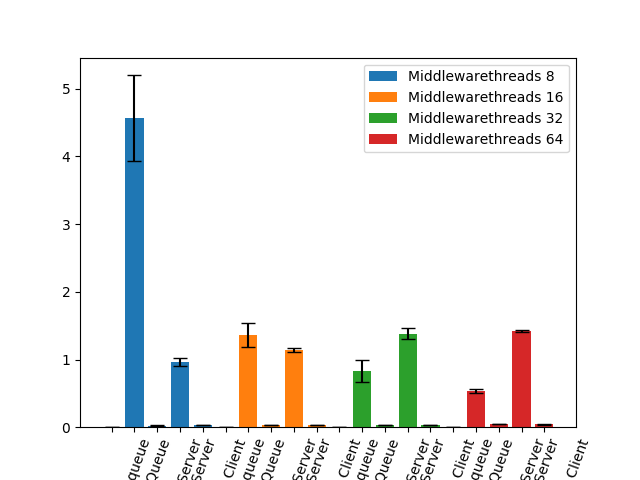 5
4
3
2
1
0
Middlewarethreads 8
Middlewarethreads 16
Middlewarethreads 32
Middlewarethreads 64
queue
Queue
Server
Server
Client
queue
Queue
Server
Server
Client
queue
Queue
Server
Server
Client
queue
Queue
Server
Server
Client